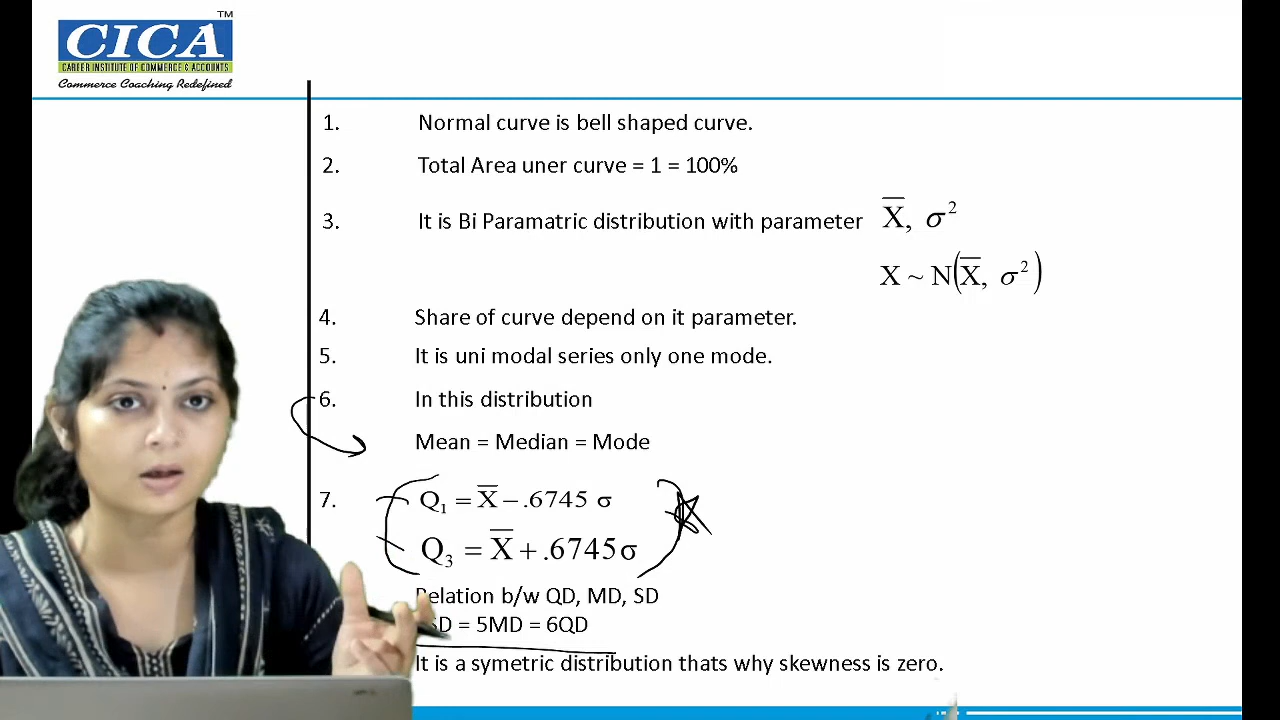 TM
CICA
CAREER INSTITUTE OF COMMERCE & ACCOUNTS
Commerce Coaching Redefined
1. Normal curve is bell shaped curve.
2. Total Area uner curve = 1 = 100%
3. It is Bi Paramatric distribution with parameter X̅, σ²
X ~ N(X̅, σ²)
4. Share of curve depend on it parameter.
5. It is uni modal series only one mode.
6. In this distribution
Mean = Median = Mode
7. Q₁ = X̅ – .6745 σ
Q₃ = X̅ + .6745σ
Relation b/w QD, MD, SD
SD = 5MD = 6QD
It is a symetric distribution thats why skewness is zero.